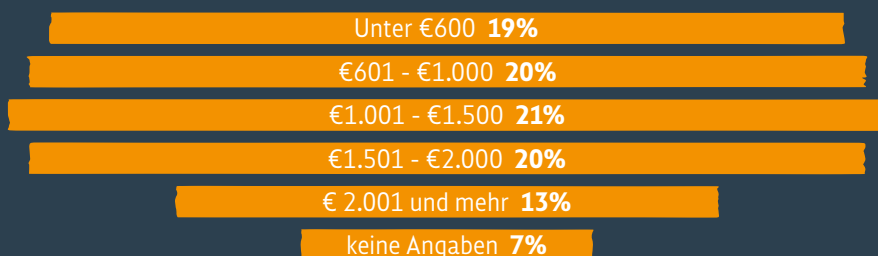 Unter €600 19%
€601 - €1.000 20%
€1.001 - €1.500 21%
€1.501 - €2.000 20%
€ 2.001 und mehr 13%
keine Angaben 7%